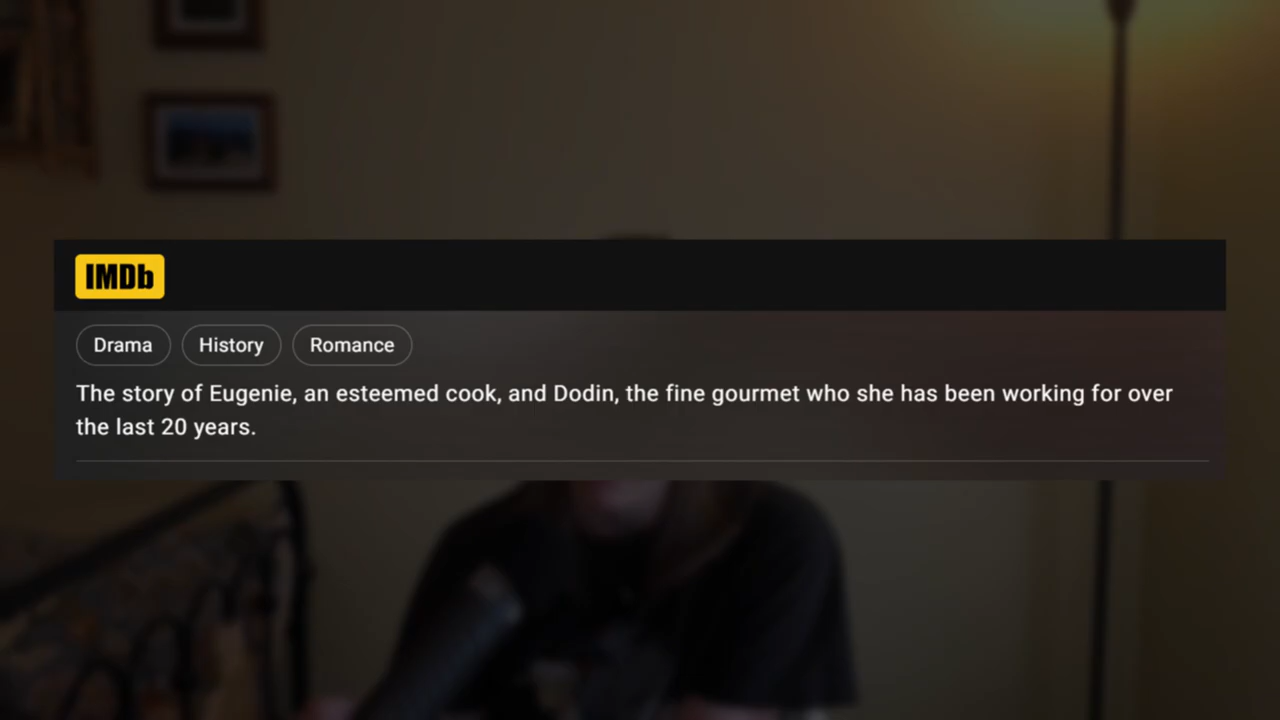 IMDb
Drama History Romance
The story of Eugenie, an esteemed cook, and Dodin, the fine gourmet who she has been working for over
the last 20 years.